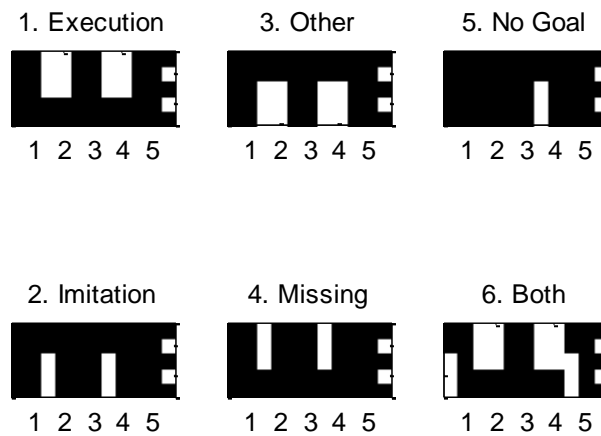 1. Execution 3. Other 5. No Goal
1 2 3 4 5 1 2 3 4 5 1 2 3 4 5
2. Imitation 4. Missing 6. Both
1 2 3 4 5 1 2 3 4 5 1 2 3 4 5